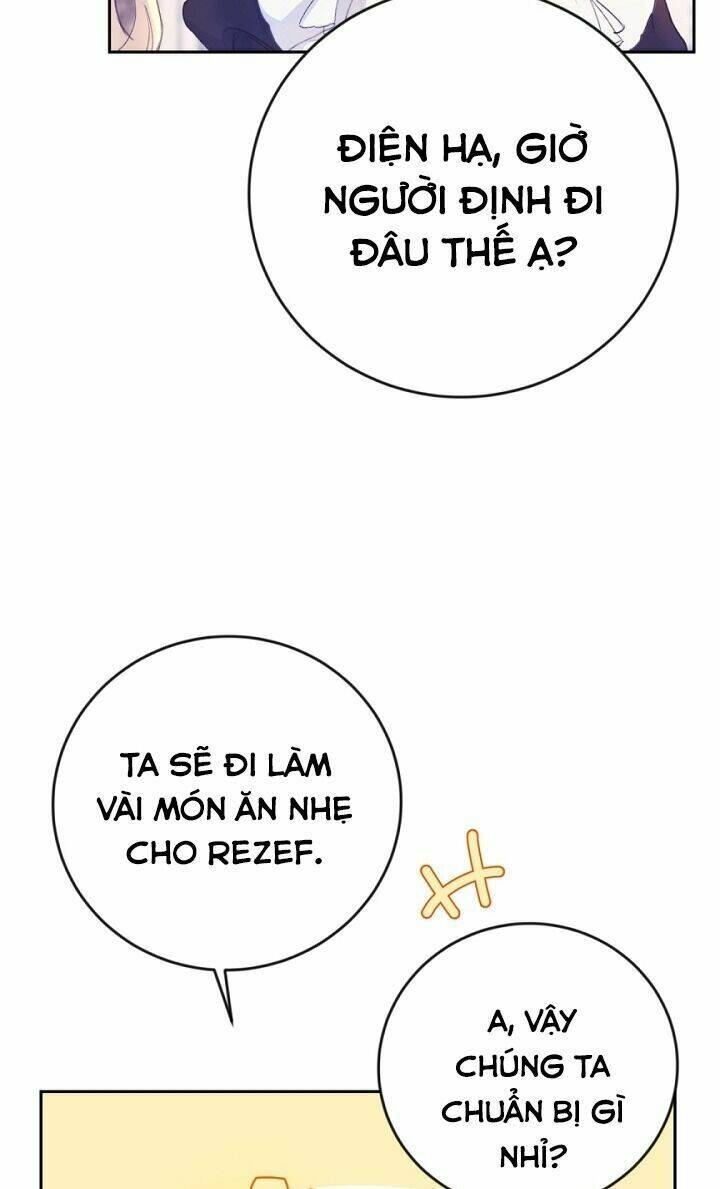 ĐIỆN HẠ, GIỜ
NGƯỜI ĐỊNH ĐI
ĐÂU THẾ Ạ?
TA SẼ ĐI LÀM
VÀI MÓN ĂN NHẸ
CHO REZEF.
A, VẬY
CHÚNG TA
CHUẨN BỊ GÌ
NHỈ?